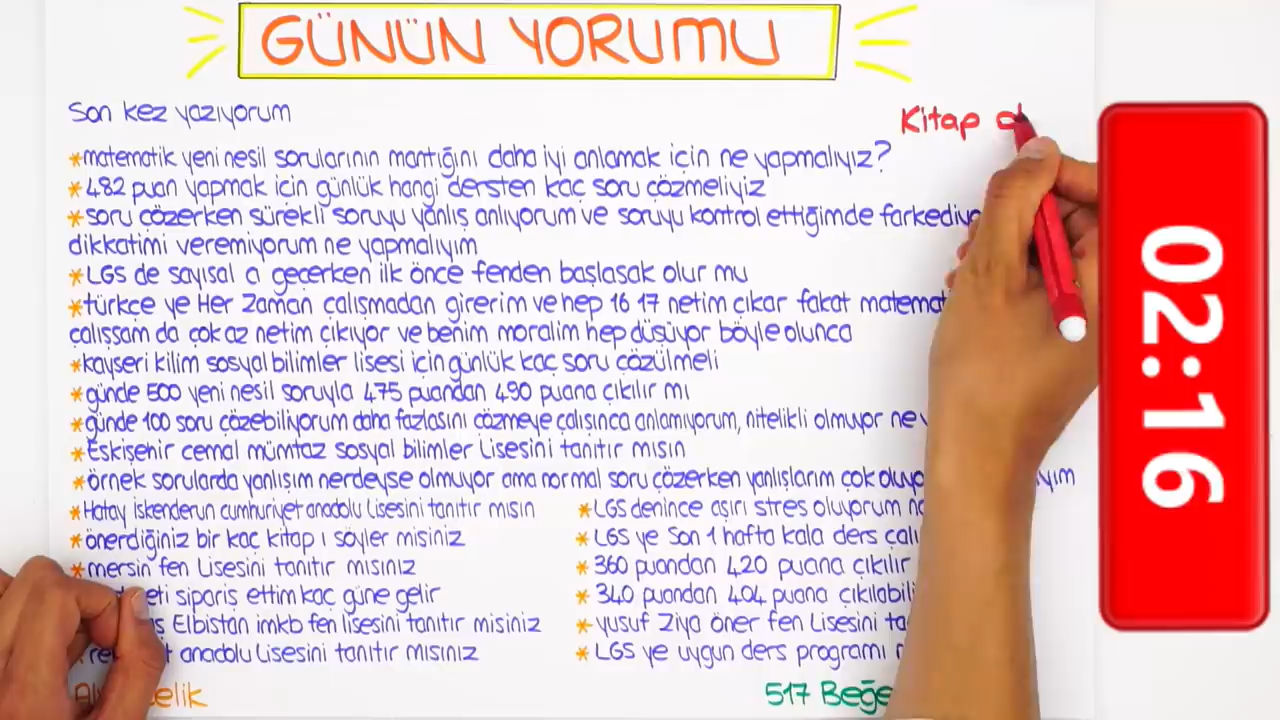 GÜNÜN YORUMU
Son kez yazıyorum
Kitap
*matematik yeni nesil sorularının mantığını daha iyi anlamak için ne yapmalıyız?
*482 puan yapmak için günlük hangi dersten kaç soru çözmeliyiz
*soru çözerken sürekli soruyu yanlış anlıyorum ve soruyu kontrol ettiğimde
dikkatimi veremiyorum ne yapmalıyım
*LGS de sayısal a geçerken ilk önce fenden başlasak olur mu
*türkçe ye Her Zaman çalışmadan girerim ve hep 16 17 netim çıkar fakat
çalışsam da çok az netim çıkıyor ve benim moralim hep düşüyor böyle olunca
*kayseri kilim sosyal bilimler lisesi için günlük kaç soru çözülmeli
*günde 500 yeni nesil soruyla 475 puandan 490 puana çıkılır mı
*günde 100 soru çözebiliyorum daha fazlasını çözmeye çalışınca anlamıyorum, nitelikli olmuyor ne
*Eskişehir cemal mümtaz sosyal bilimler Lisesini tanıtır mısın
*örnek sorularda yanlışım nerdeyse olmuyor ama normal soru çözerken yanlışlarım çok
*Hatay İskenderun cumhuriyet anadolu Lisesini tanıtır mısın
*önerdiğiniz bir kaç kitap ı söyler misiniz
*mersin fen Lisesini tanıtır mısınız
sipariş ettim kaç güne gelir
Elbistan imkb fen lisesini tanıtır misiniz
anadolu Lisesini tanıtır mısınız
*LGS denince aşırı stres oluyorum
*LGS ye Son 1 hafta kala ders
*360 puandan 420 puana çıkılır
*340 puandan 404 puana
*yusuf Ziya öner fen Lisesini
*LGS ye uygun ders programı
517
02:16